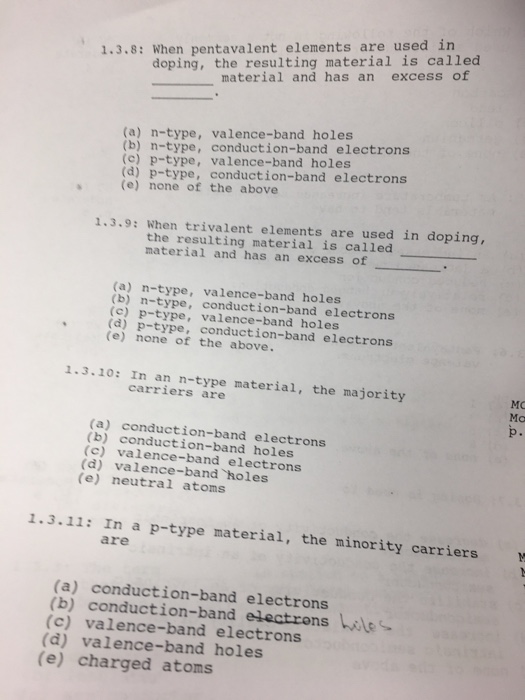 1.3.8: When pentavalent elements are used in
doping, the resulting material is called
________ material and has an excess of
________.
(a) n-type, valence-band holes
(b) n-type, conduction-band electrons
(c) p-type, valence-band holes
(d) p-type, conduction-band electrons
(e) none of the above
1.3.9: When trivalent elements are used in doping,
the resulting material is called ________
material and has an excess of ________.
(a) n-type, valence-band holes
(b) n-type, conduction-band electrons
(c) p-type, valence-band holes
(d) p-type, conduction-band electrons
(e) none of the above.
1.3.10: In an n-type material, the majority
carriers are
(a) conduction-band electrons
(b) conduction-band holes
(c) valence-band electrons
(d) valence-band holes
(e) neutral atoms
1.3.11: In a p-type material, the minority carriers
are
(a) conduction-band electrons
(b) conduction-band electrons holes
(c) valence-band electrons
(d) valence-band holes
(e) charged atoms
Mo
p.